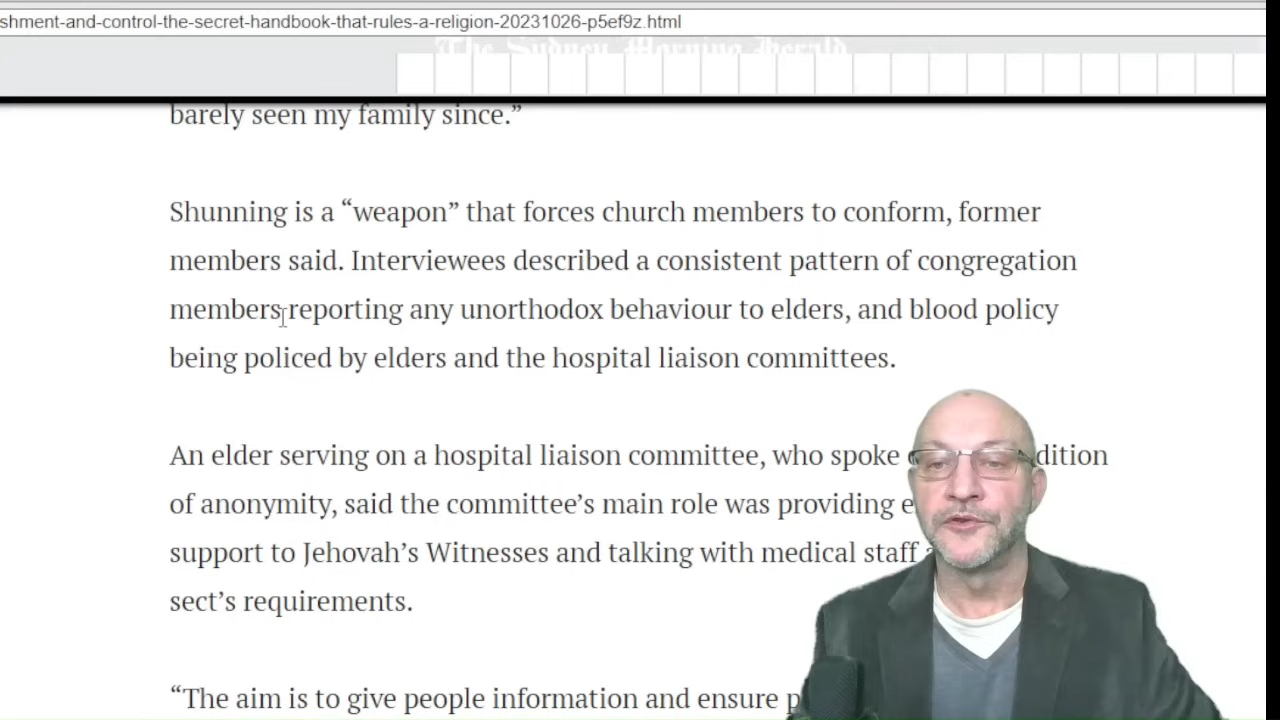 shment-and-control-the-secret-handbook-that-rules-a-religion-20231026-p5ef9z.html
The Sydney Morning Herald
barely seen my family since.”
Shunning is a “weapon” that forces church members to conform, former
members said. Interviewees described a consistent pattern of congregation
members reporting any unorthodox behaviour to elders, and blood policy
being policed by elders and the hospital liaison committees.
An elder serving on a hospital liaison committee, who spoke dition
of anonymity, said the committee’s main role was providing
support to Jehovah’s Witnesses and talking with medical staff
sect’s requirements.
“The aim is to give people information and ensure